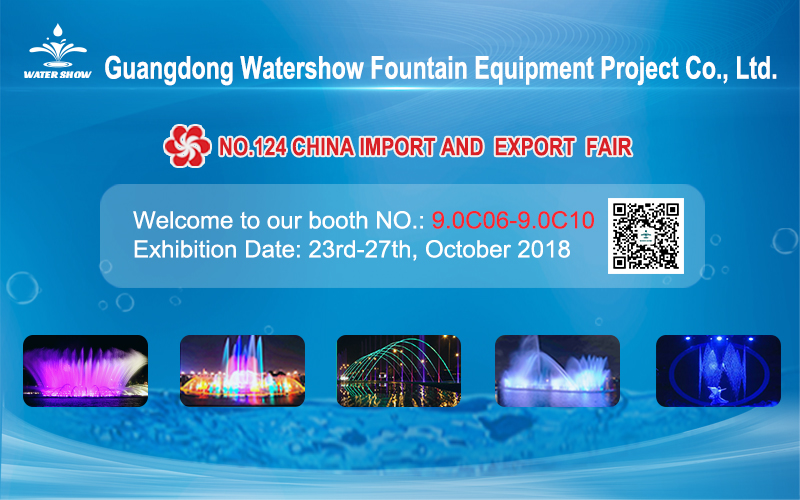 WATER SHOW
Guangdong Watershow Fountain Equipment Project Co., Ltd.
NO.124 CHINA IMPORT AND EXPORT FAIR
Welcome to our booth NO.: 9.0C06-9.0C10
Exhibition Date: 23rd-27th, October 2018